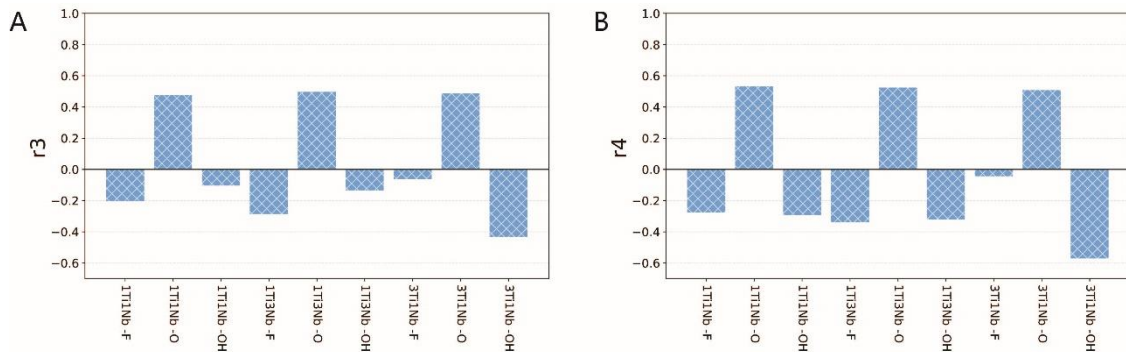 A
r3
1.0
0.8
0.6
0.4
0.2
0.0
−0.2
−0.4
−0.6
1Ti1Nb -F
1Ti1Nb -O
1Ti1Nb -OH
1Ti3Nb -F
1Ti3Nb -O
1Ti3Nb -OH
3Ti1Nb -F
3Ti1Nb -O
3Ti1Nb -OH
B
r4
1.0
0.8
0.6
0.4
0.2
0.0
−0.2
−0.4
−0.6
1Ti1Nb -F
1Ti1Nb -O
1Ti1Nb -OH
1Ti3Nb -F
1Ti3Nb -O
1Ti3Nb -OH
3Ti1Nb -F
3Ti1Nb -O
3Ti1Nb -OH